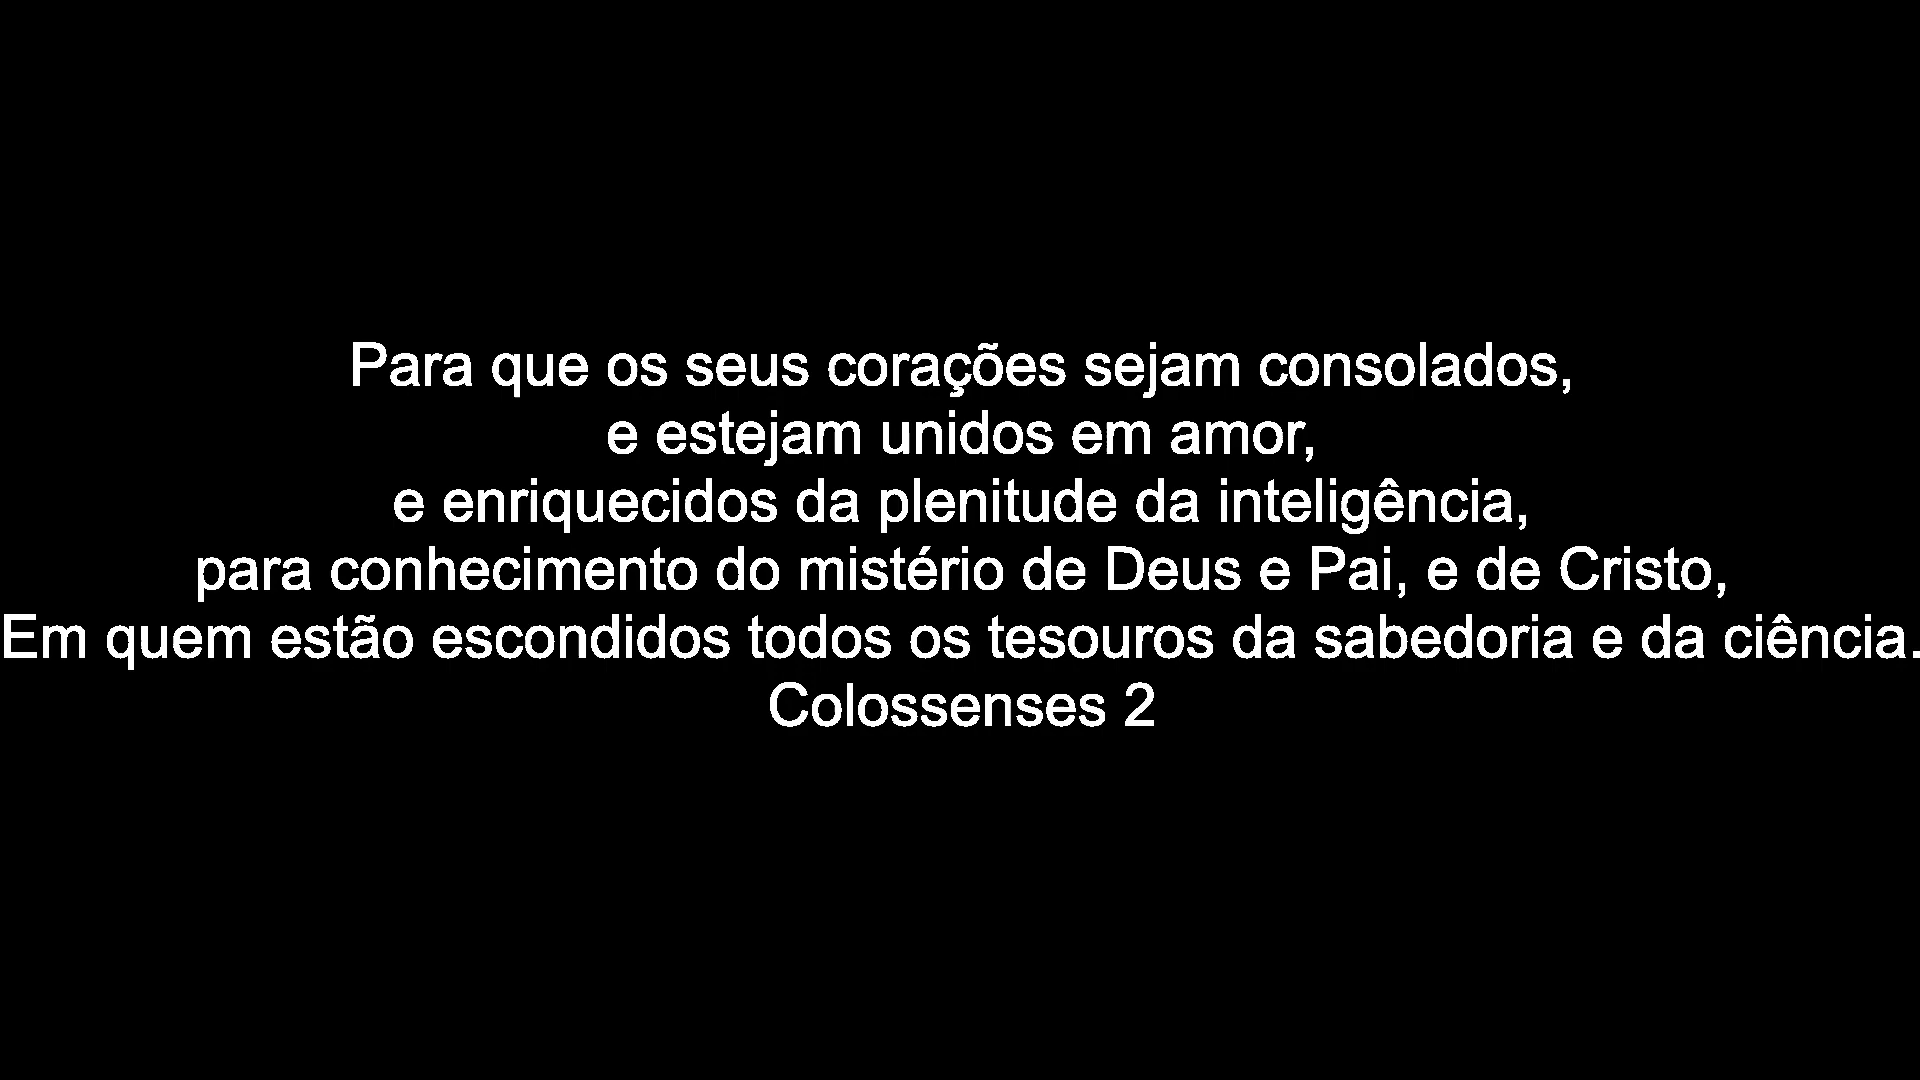 Para que os seus corações sejam consolados,
e estejam unidos em amor,
e enriquecidos da plenitude da inteligência,
para conhecimento do mistério de Deus e Pai, e de Cristo,
Em quem estão escondidos todos os tesouros da sabedoria e da ciência.
Colossenses 2